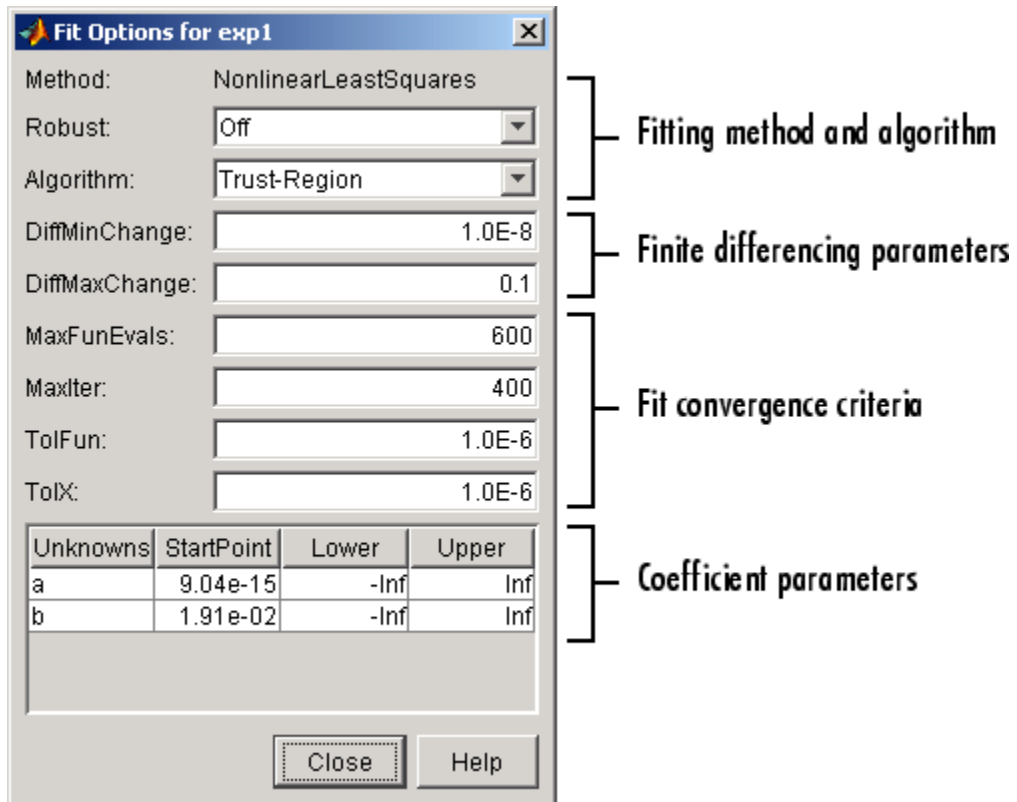 Fit Options for exp1
Method: NonlinearLeastSquares
Robust: Off
Algorithm: Trust-Region
Fitting method and algorithm
DiffMinChange: 1.0E-8
DiffMaxChange: 0.1
Finite differencing parameters
MaxFunEvals: 600
MaxIter: 400
TolFun: 1.0E-6
TolX: 1.0E-6
Fit convergence criteria
Unknowns StartPoint Lower Upper
a 9.04e-15 -Inf Inf
b 1.91e-02 -Inf Inf
Coefficient parameters
Close Help